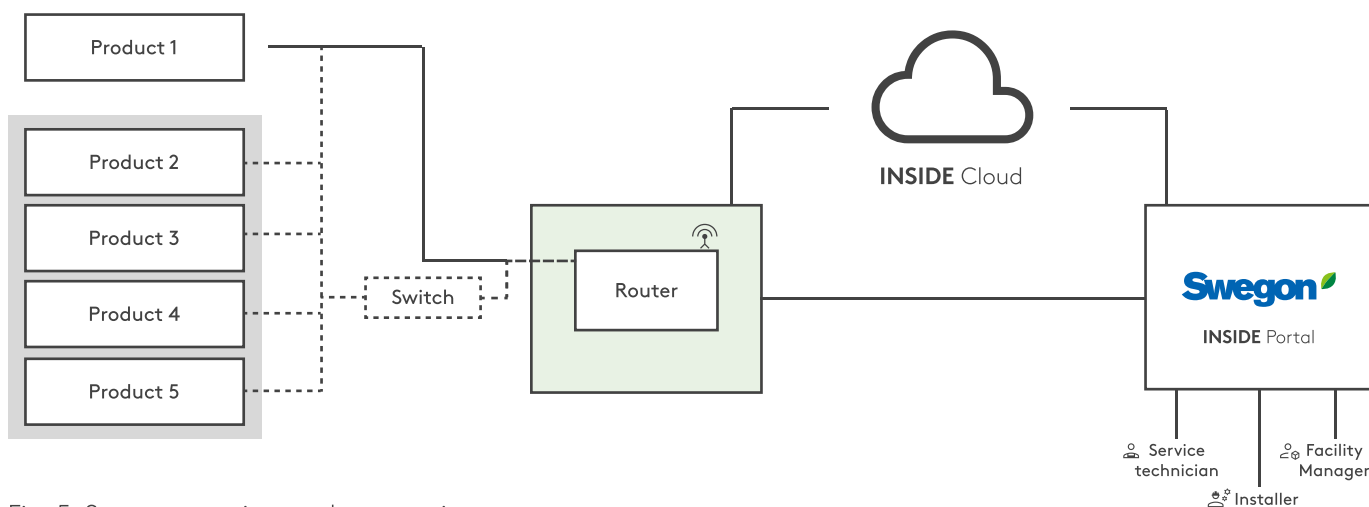 Product 1
Product 2
Product 3
Product 4
Product 5
Switch
Router
INSIDE Cloud
Swegon
INSIDE Portal
Service
technician
Installer
Facility
Manager